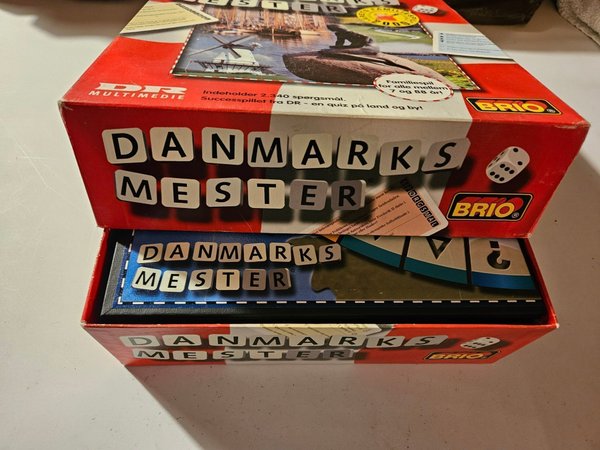 DR
MULTIMEDIE
Indeholder 2.340 spørgsmål.
Successpillet fra DR - en quiz på land og by!
Familiespil
for alle mellem
7 og 88 år!
BRIO
DANMARKS
MESTER
BRIO
DANMARKS
MESTER
?
DANMARKS
MESTER
BRIO